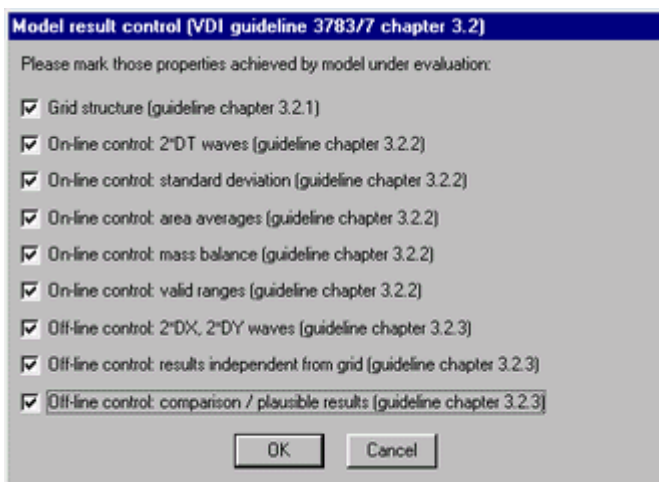 Model result control (VDI guideline 3783/7 chapter 3.2)
Please mark those properties achieved by model under evaluation:
Grid structure (guideline chapter 3.2.1)
On-line control: 2*DT waves (guideline chapter 3.2.2)
On-line control: standard deviation (guideline chapter 3.2.2)
On-line control: area averages (guideline chapter 3.2.2)
On-line control: mass balance (guideline chapter 3.2.2)
On-line control: valid ranges (guideline chapter 3.2.2)
Off-line control: 2*DX, 2*DY waves (guideline chapter 3.2.3)
Off-line control: results independent from grid (guideline chapter 3.2.3)
Off-line control: comparison / plausible results (guideline chapter 3.2.3)
OK Cancel